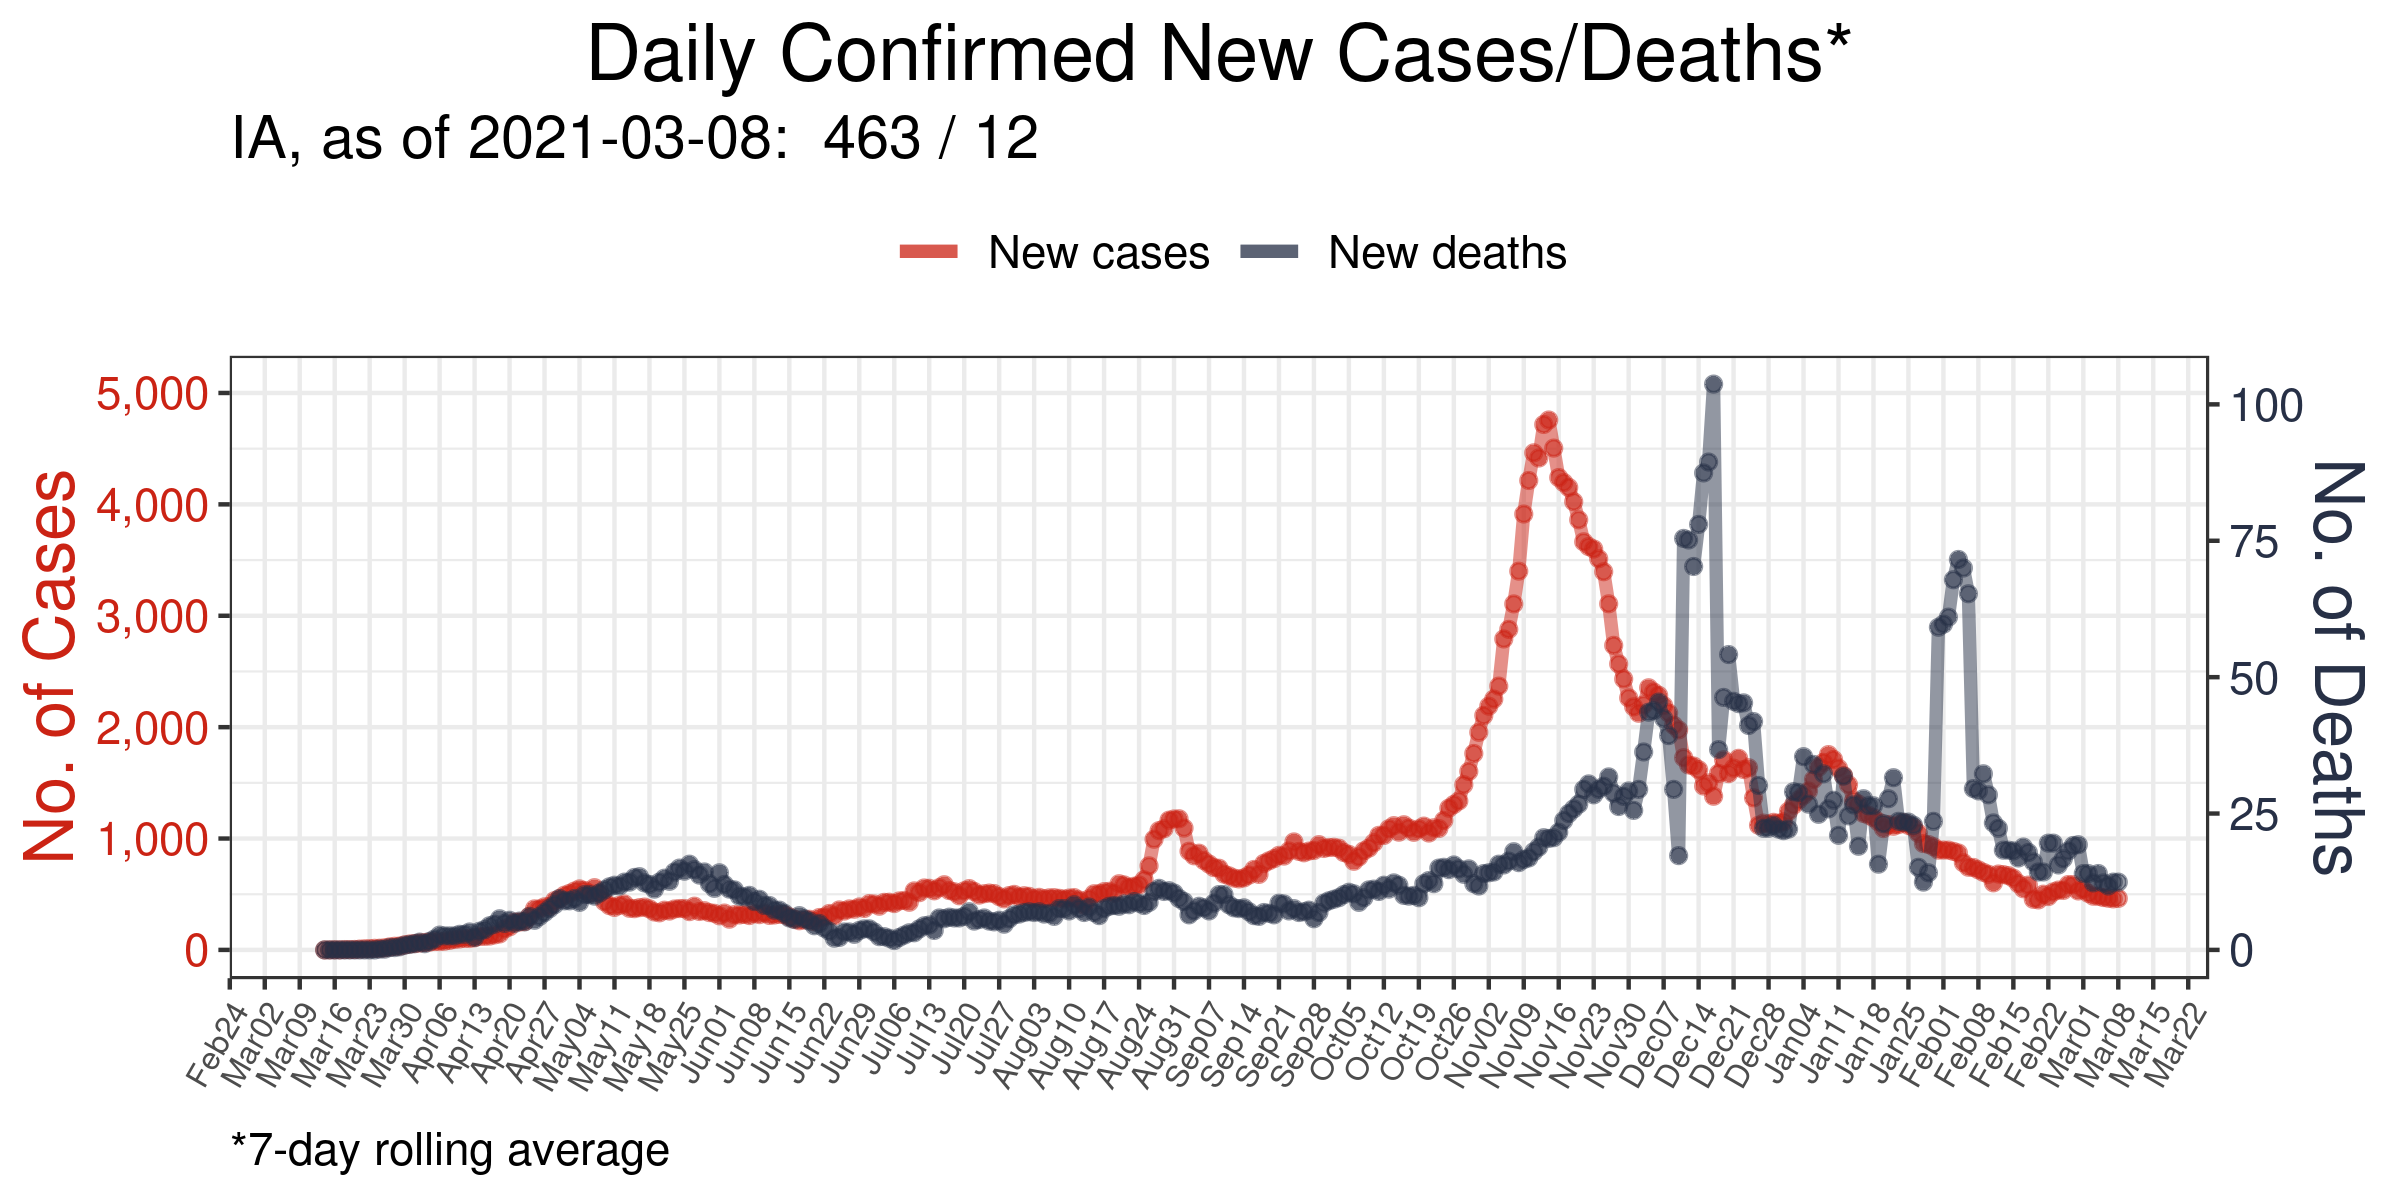 Daily Confirmed New Cases/Deaths*
IA, as of 2021-03-08:  463 / 12
New cases
New deaths
No. of Cases
5,000
4,000
3,000
2,000
1,000
0
100
75
50
25
0
No. of Deaths
Feb24
Mar02
Mar09
Mar16
Mar23
Mar30
Apr06
Apr13
Apr20
Apr27
May04
May11
May18
May25
Jun01
Jun08
Jun15
Jun22
Jun29
Jul06
Jul13
Jul20
Jul27
Aug03
Aug10
Aug17
Aug24
Aug31
Sep07
Sep14
Sep21
Sep28
Oct05
Oct12
Oct19
Oct26
Nov02
Nov09
Nov16
Nov23
Nov30
Dec07
Dec14
Dec21
Dec28
Jan04
Jan11
Jan18
Jan25
Feb01
Feb08
Feb15
Feb22
Mar01
Mar08
Mar15
Mar22
*7-day rolling average